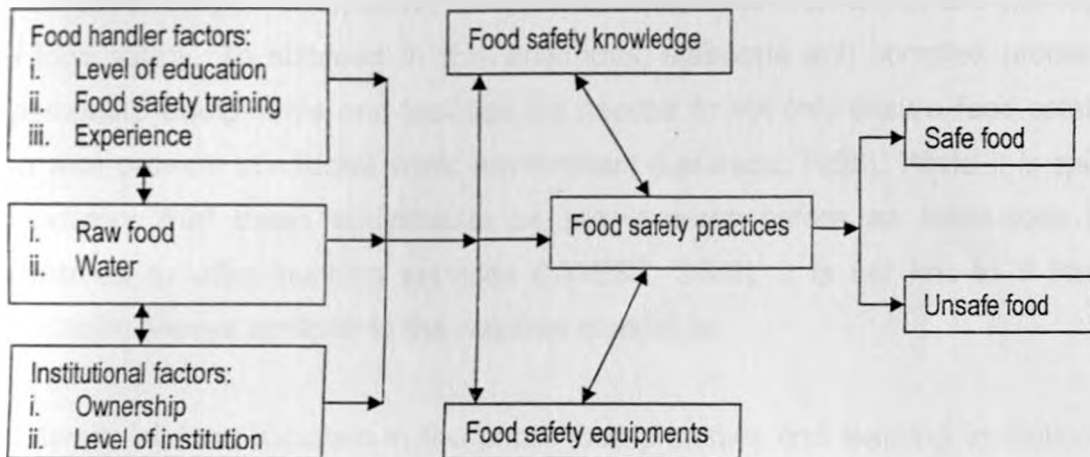 Food handler factors:
i. Level of education
ii. Food safety training
iii. Experience
i. Raw food
ii. Water
Institutional factors:
i. Ownership
ii. Level of institution
Food safety knowledge
Food safety practices
Food safety equipments
Safe food
Unsafe food